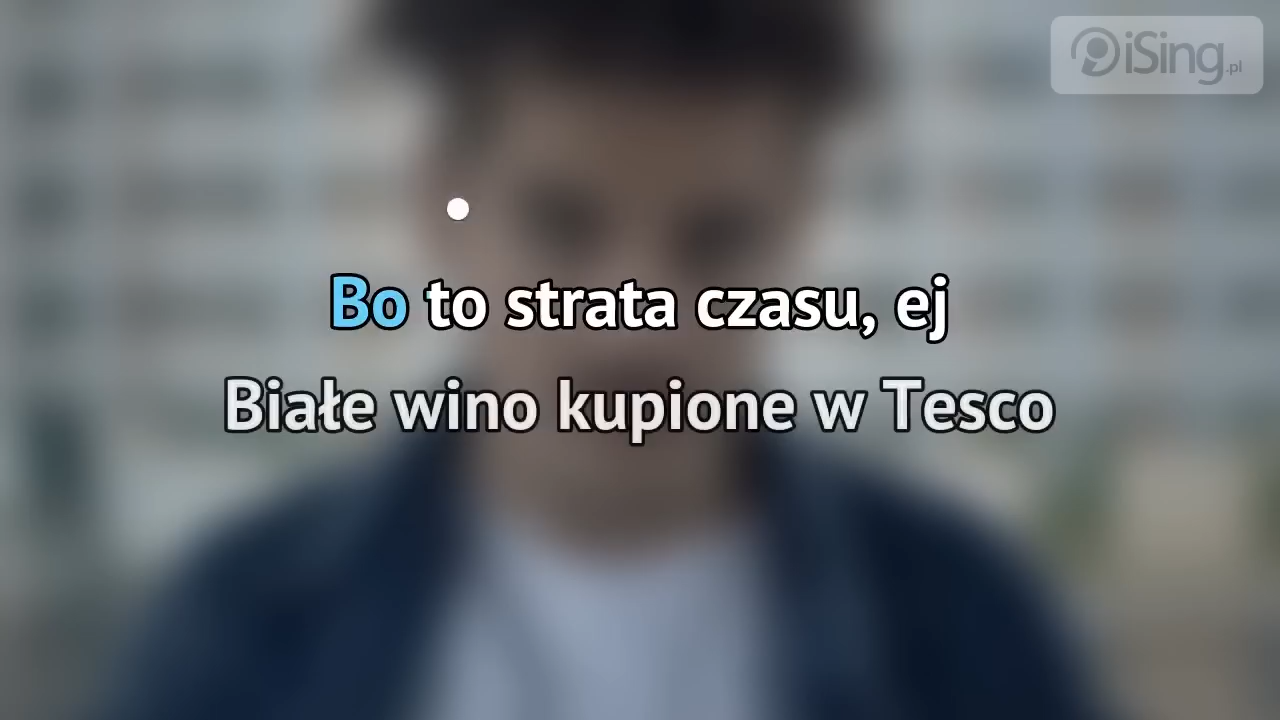 iSing.pl
Bo to strata czasu, ej
Białe wino kupione w Tesco